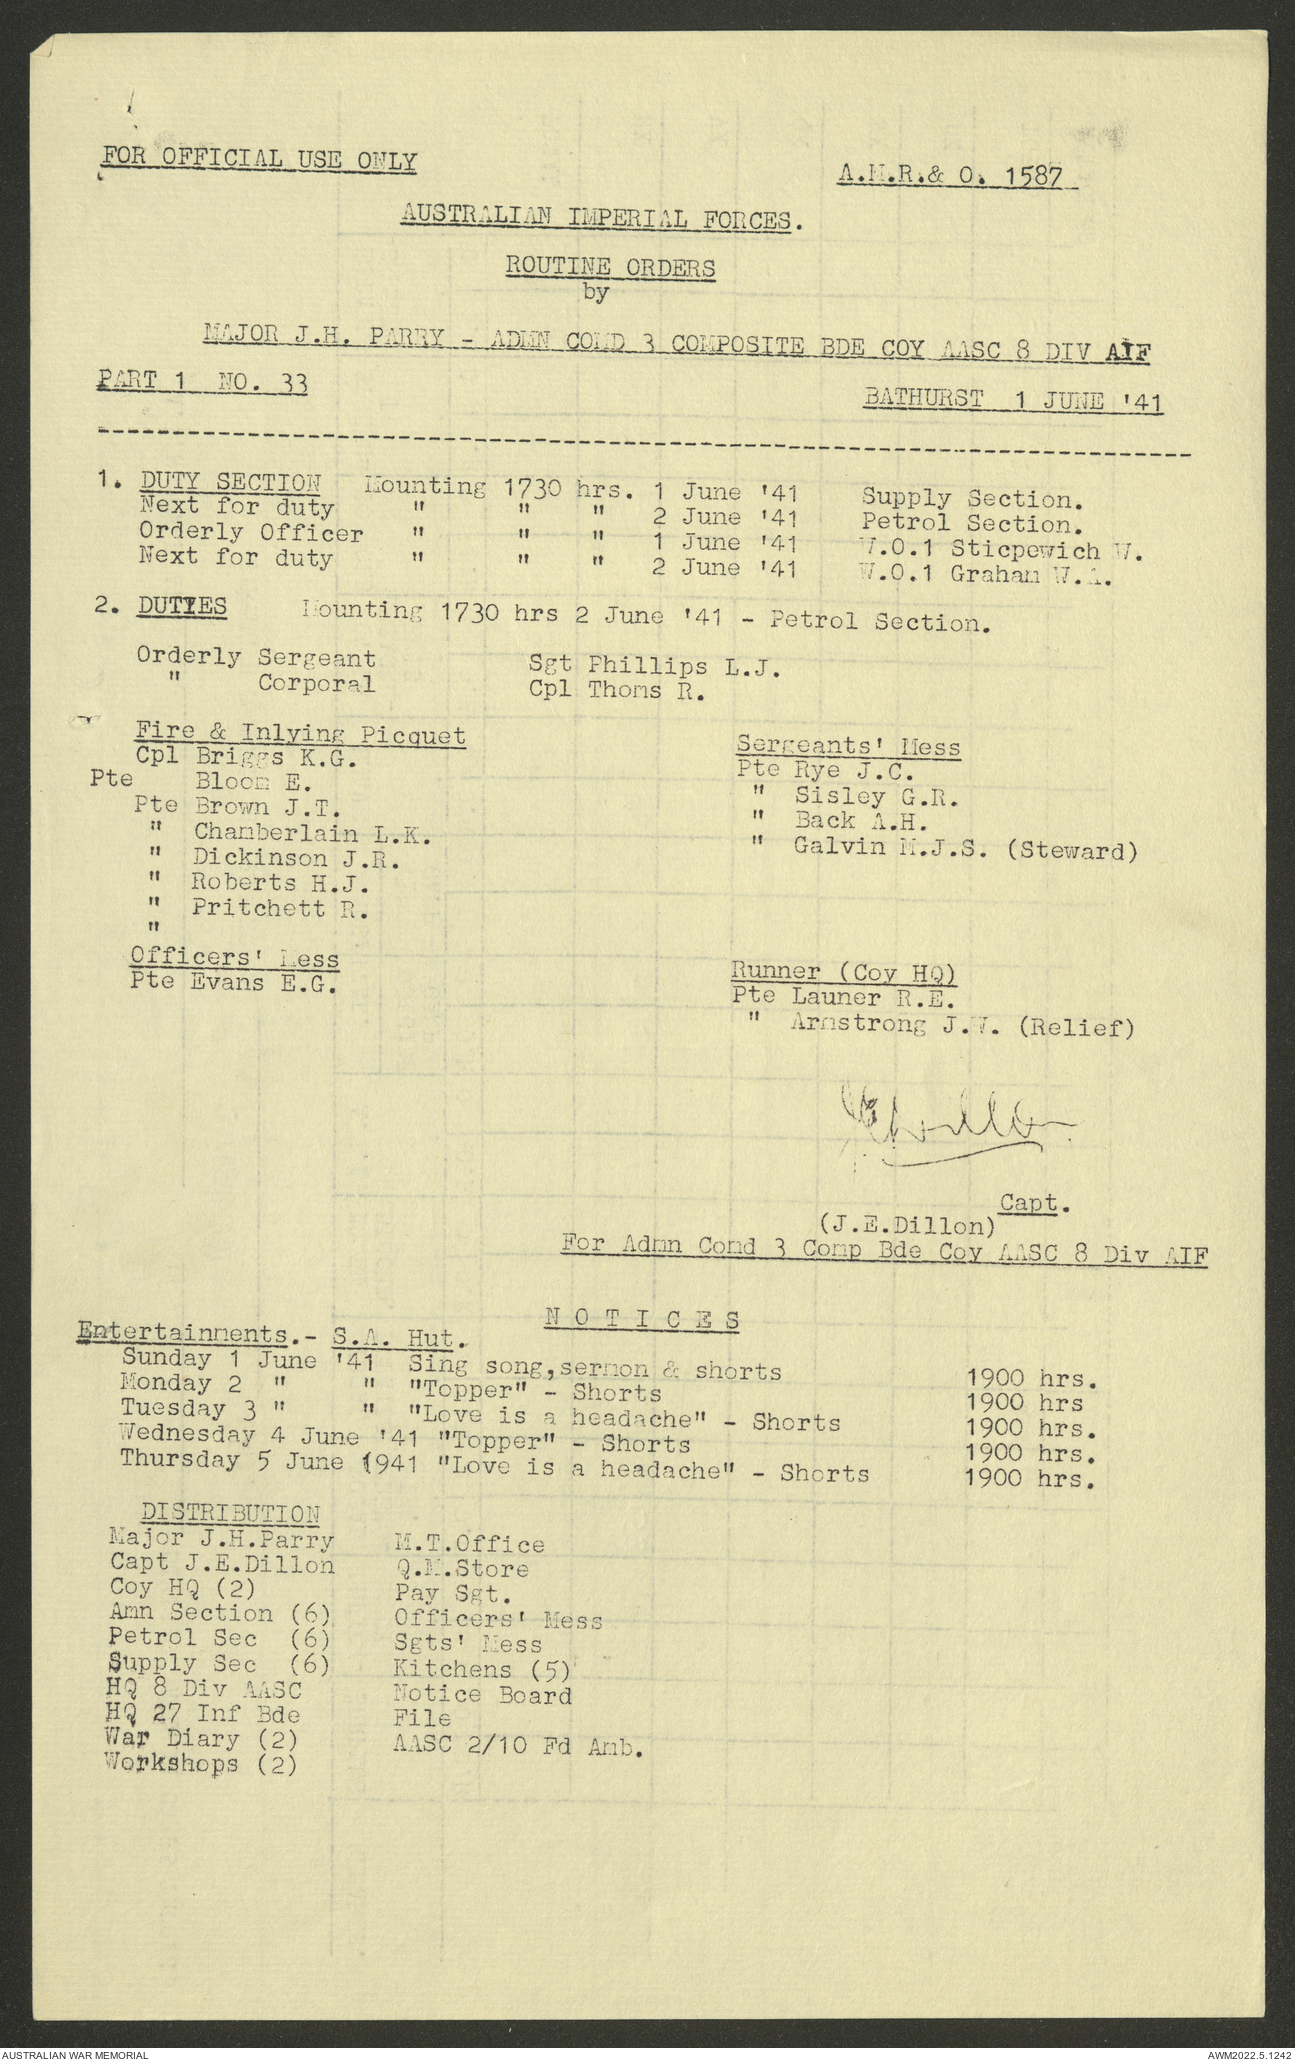 FOR OFFICIAL USE ONLY
A.M.R.& O. 1587
AUSTRALIAN IMPERIAL FORCES.
ROUTINE ORDERS
by
MAJOR J.H. PARRY - ADMN COMD 3 COMPOSITE BDE COY AASC 8 DIV AIF
PART 1 NO. 33
BATHURST 1 JUNE '41
1. DUTY SECTION Mounting 1730 hrs. 1 June '41 Supply Section.
Next for duty " " " 2 June '41 Petrol Section.
Orderly Officer " " " 1 June '41 W.O.1 Sticpewich W.
Next for duty " " " 2 June '41 W.O.1 Graham W.A.
2. DUTIES Mounting 1730 hrs 2 June '41 - Petrol Section.
Orderly Sergeant Sgt Phillips L.J.
" Corporal Cpl Thoms R.
Fire & Inlying Picquet
Cpl Briggs K.G.
Pte Bloom E.
Pte Brown J.T.
" Chamberlain L.K.
" Dickinson J.R.
" Roberts H.J.
" Pritchett R.
"
Sergeants' Mess
Pte Rye J.C.
" Sisley G.R.
" Back A.H.
" Galvin M.J.S. (Steward)
Officers' Mess
Pte Evans E.G.
Runner (Coy HQ)
Pte Launer R.E.
" Armstrong J.W. (Relief)
JEDillon
Capt.
(J.E.Dillon)
For Admn Comd 3 Comp Bde Coy AASC 8 Div AIF
N O T I C E S
Entertainments.- S.A. Hut.
Sunday 1 June '41 Sing song,sermon & shorts 1900 hrs.
Monday 2 " " "Topper" - Shorts 1900 hrs
Tuesday 3 " " "Love is a headache" - Shorts 1900 hrs.
Wednesday 4 June '41 "Topper" - Shorts 1900 hrs.
Thursday 5 June 1941 "Love is a headache" - Shorts 1900 hrs.
DISTRIBUTION
Major J.H.Parry M.T.Office
Capt J.E.Dillon Q.M.Store
Coy HQ (2) Pay Sgt.
Amn Section (6) Officers' Mess
Petrol Sec (6) Sgts' Mess
Supply Sec (6) Kitchens (5)
HQ 8 Div AASC Notice Board
HQ 27 Inf Bde File
War Diary (2) AASC 2/10 Fd Amb.
Workshops (2)
AUSTRALIAN WAR MEMORIAL
AWM2022.5.1242